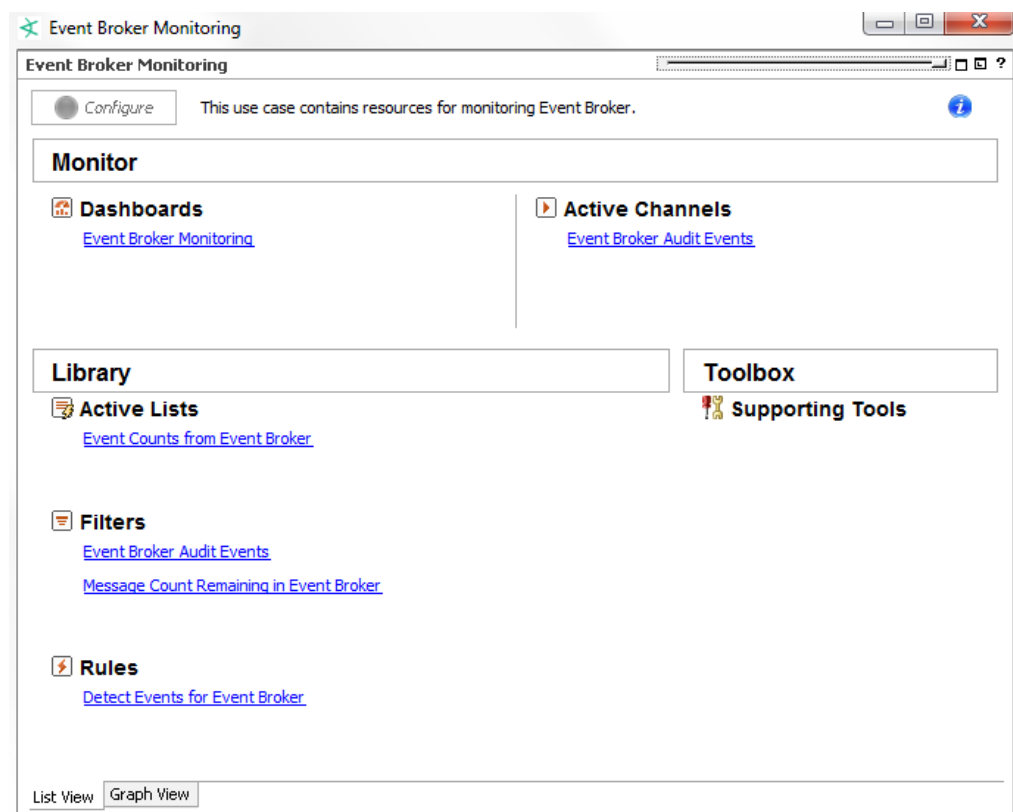 Event Broker Monitoring
Event Broker Monitoring
?
Configure
This use case contains resources for monitoring Event Broker.
i
Monitor
Dashboards
Event Broker Monitoring
Active Channels
Event Broker Audit Events
Library
Active Lists
Event Counts from Event Broker
Filters
Event Broker Audit Events
Message Count Remaining in Event Broker
Rules
Detect Events for Event Broker
Toolbox
Supporting Tools
List View
Graph View